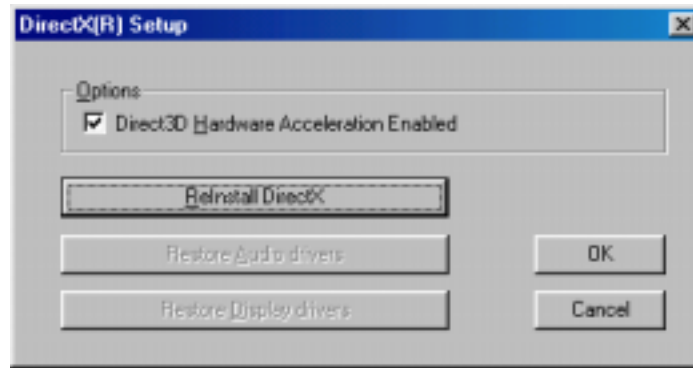 DirectX(R) Setup
Options
Direct3D Hardware Acceleration Enabled
ReInstall DirectX
Restore Audio drivers
OK
Restore Display drivers
Cancel